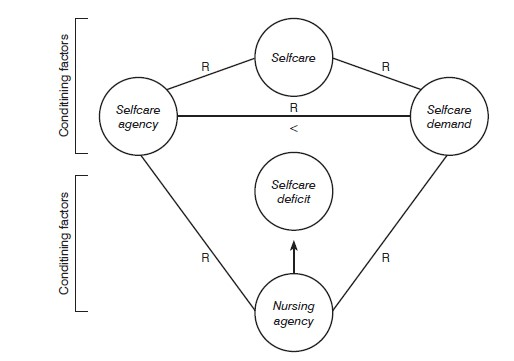 Conditining factors
Selfcare
R
R
Selfcare
agency
R
<
Selfcare
demand
Selfcare
deficit
Conditining factors
R
R
Nursing
agency